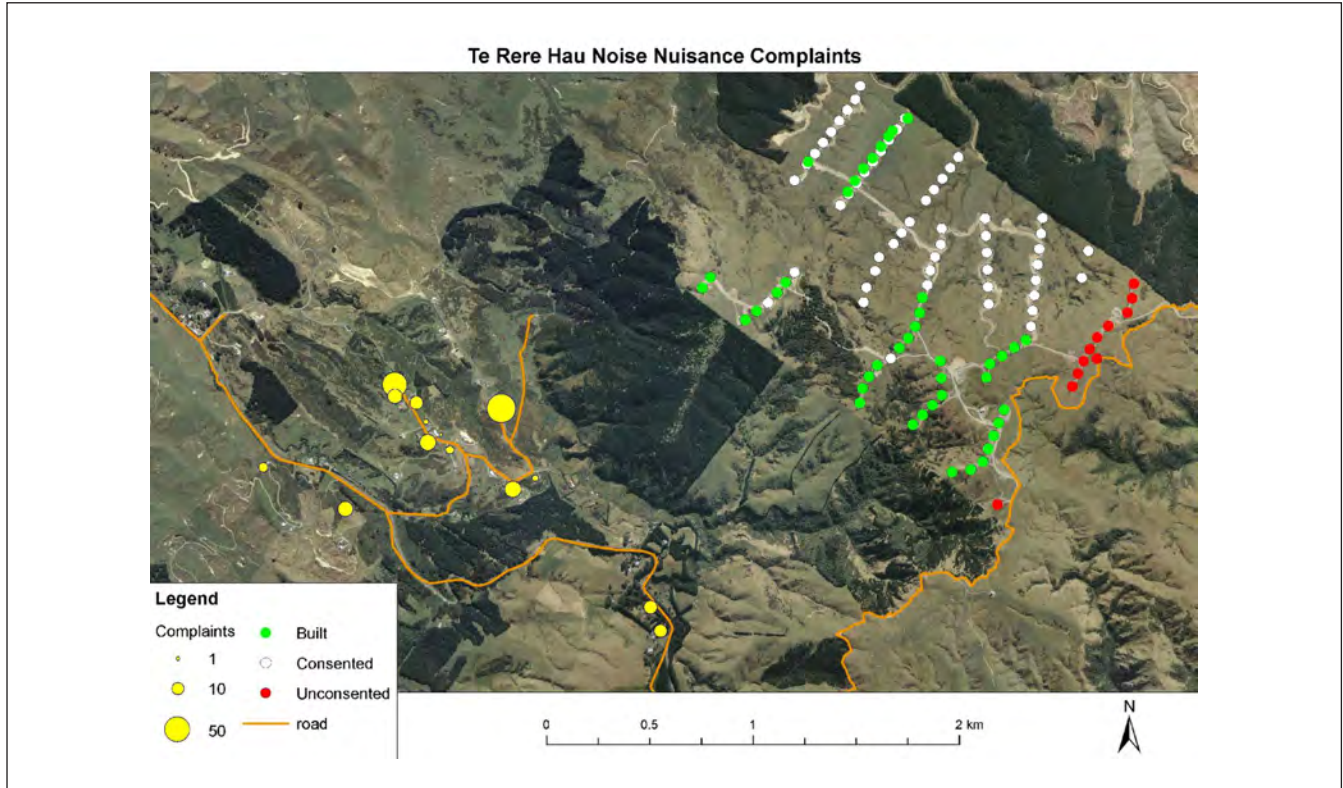 Te Rere Hau Noise Nuisance Complaints
Legend
Complaints
1
10
50
Built
Consented
Unconsented
road
0 0.5 1 2 km
N